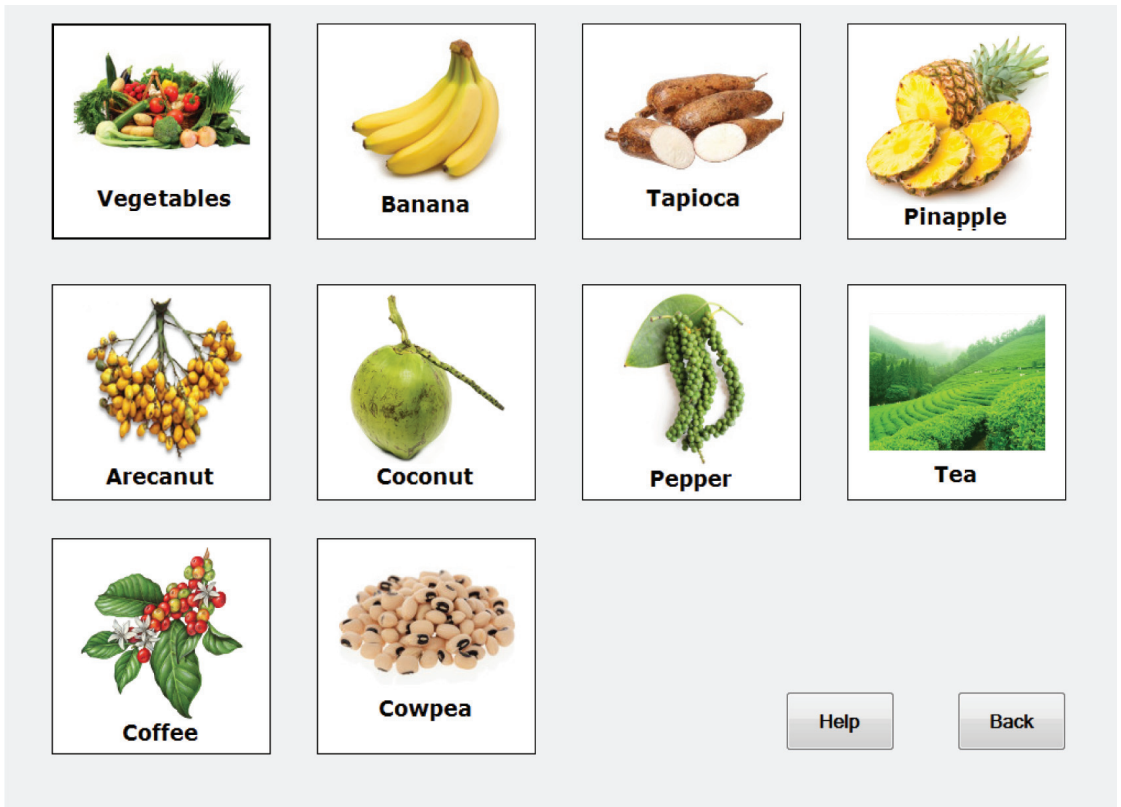 Vegetables
Banana
Tapioca
Pinapple
Arecanut
Coconut
Pepper
Tea
Coffee
Cowpea
Help
Back